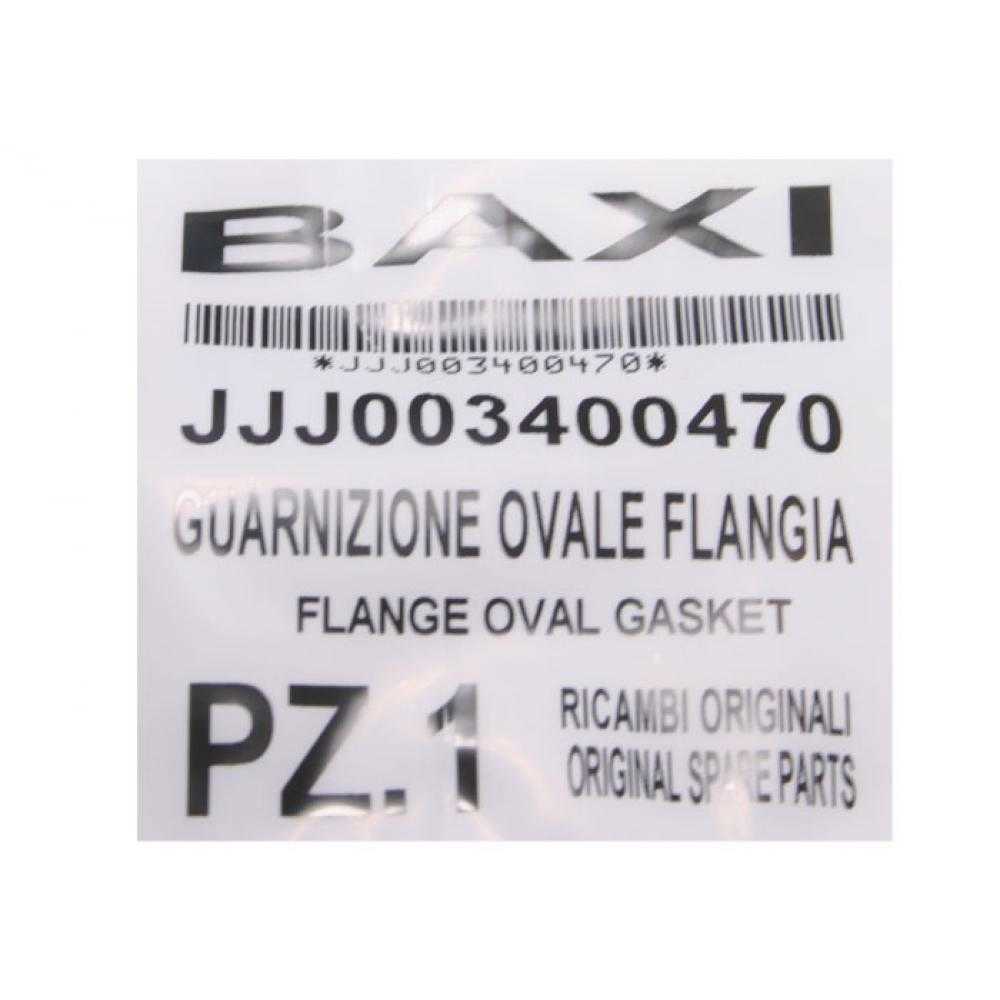 BAXI
*JJJ003400470*
JJJ003400470
GUARNIZIONE OVALE FLANGIA
FLANGE OVAL GASKET
PZ.1
RICAMBI ORIGINALI
ORIGINAL SPARE PARTS